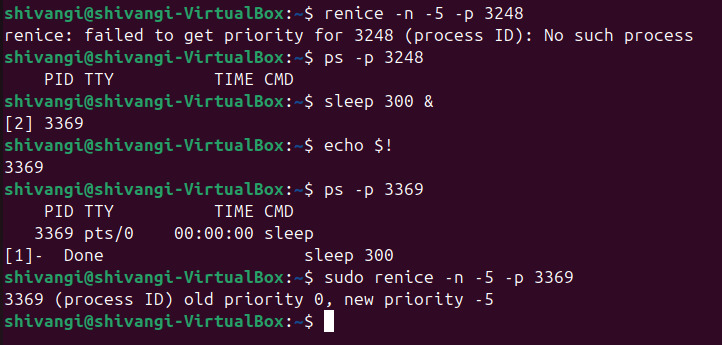 shivangi@shivangi-VirtualBox:~$ renice -n -5 -p 3248
renice: failed to get priority for 3248 (process ID): No such process
shivangi@shivangi-VirtualBox:~$ ps -p 3248
    PID TTY          TIME CMD
shivangi@shivangi-VirtualBox:~$ sleep 300 &
[2] 3369
shivangi@shivangi-VirtualBox:~$ echo $!
3369
shivangi@shivangi-VirtualBox:~$ ps -p 3369
    PID TTY          TIME CMD
   3369 pts/0    00:00:00 sleep
[1]-  Done                    sleep 300
shivangi@shivangi-VirtualBox:~$ sudo renice -n -5 -p 3369
3369 (process ID) old priority 0, new priority -5
shivangi@shivangi-VirtualBox:~$